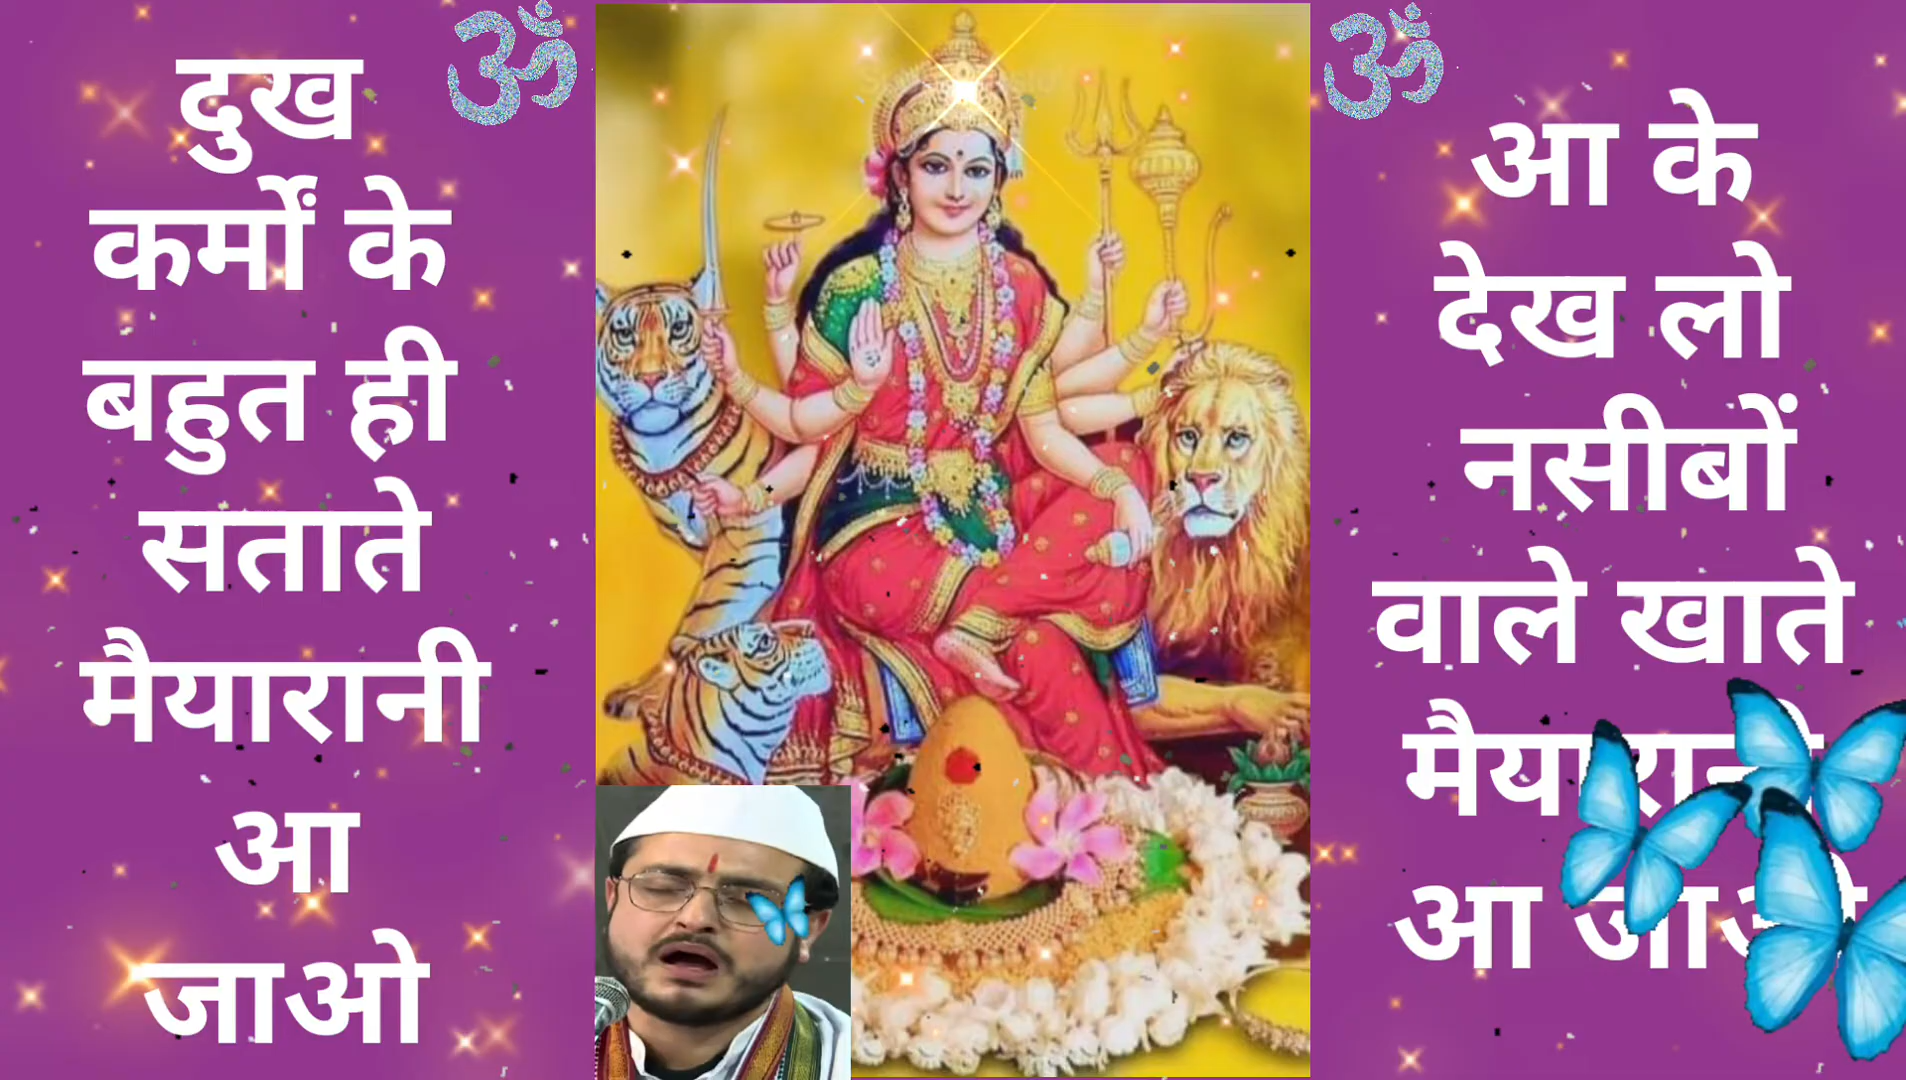 ॐ
दुख
कर्मों के
बहुत ही
सताते
मैयारानी
आ
जाओ
ॐ
आ के
देख लो
नसीबों
वाले खाते
मैयारानी
आ जाओ